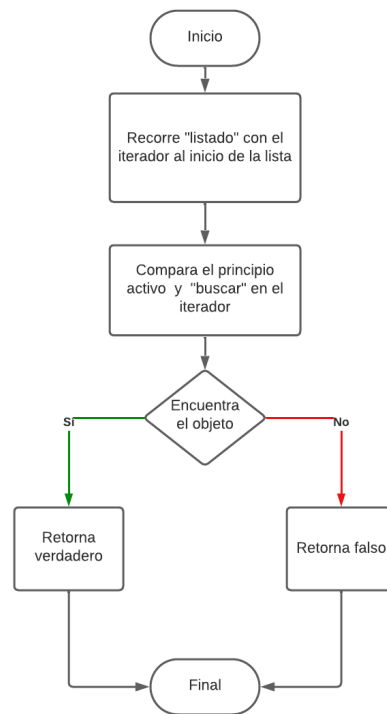 Inicio
Recorre "listado" con el
iterador al inicio de la lista
Compara el principio
activo y "buscar" en el
iterador
Encuentra
el objeto
Sí
No
Retorna
verdadero
Retorna falso
Final